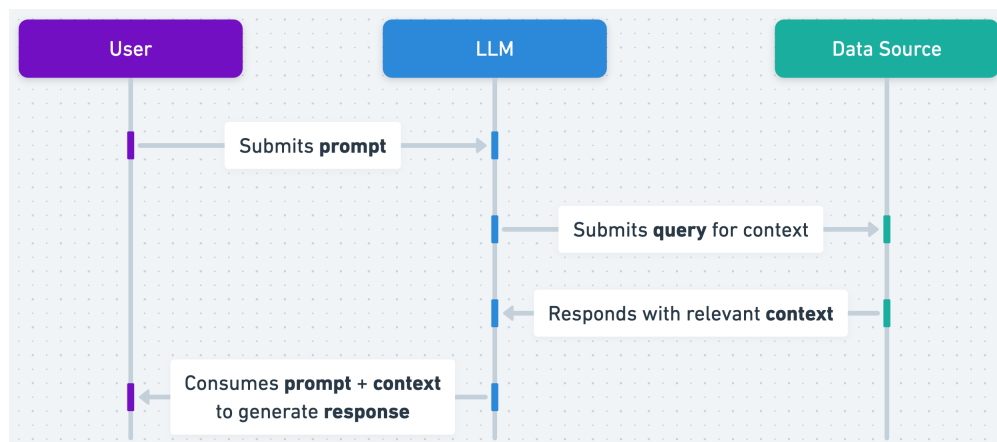 User
LLM
Data Source
Submits prompt
Submits query for context
Responds with relevant context
Consumes prompt + context
to generate response